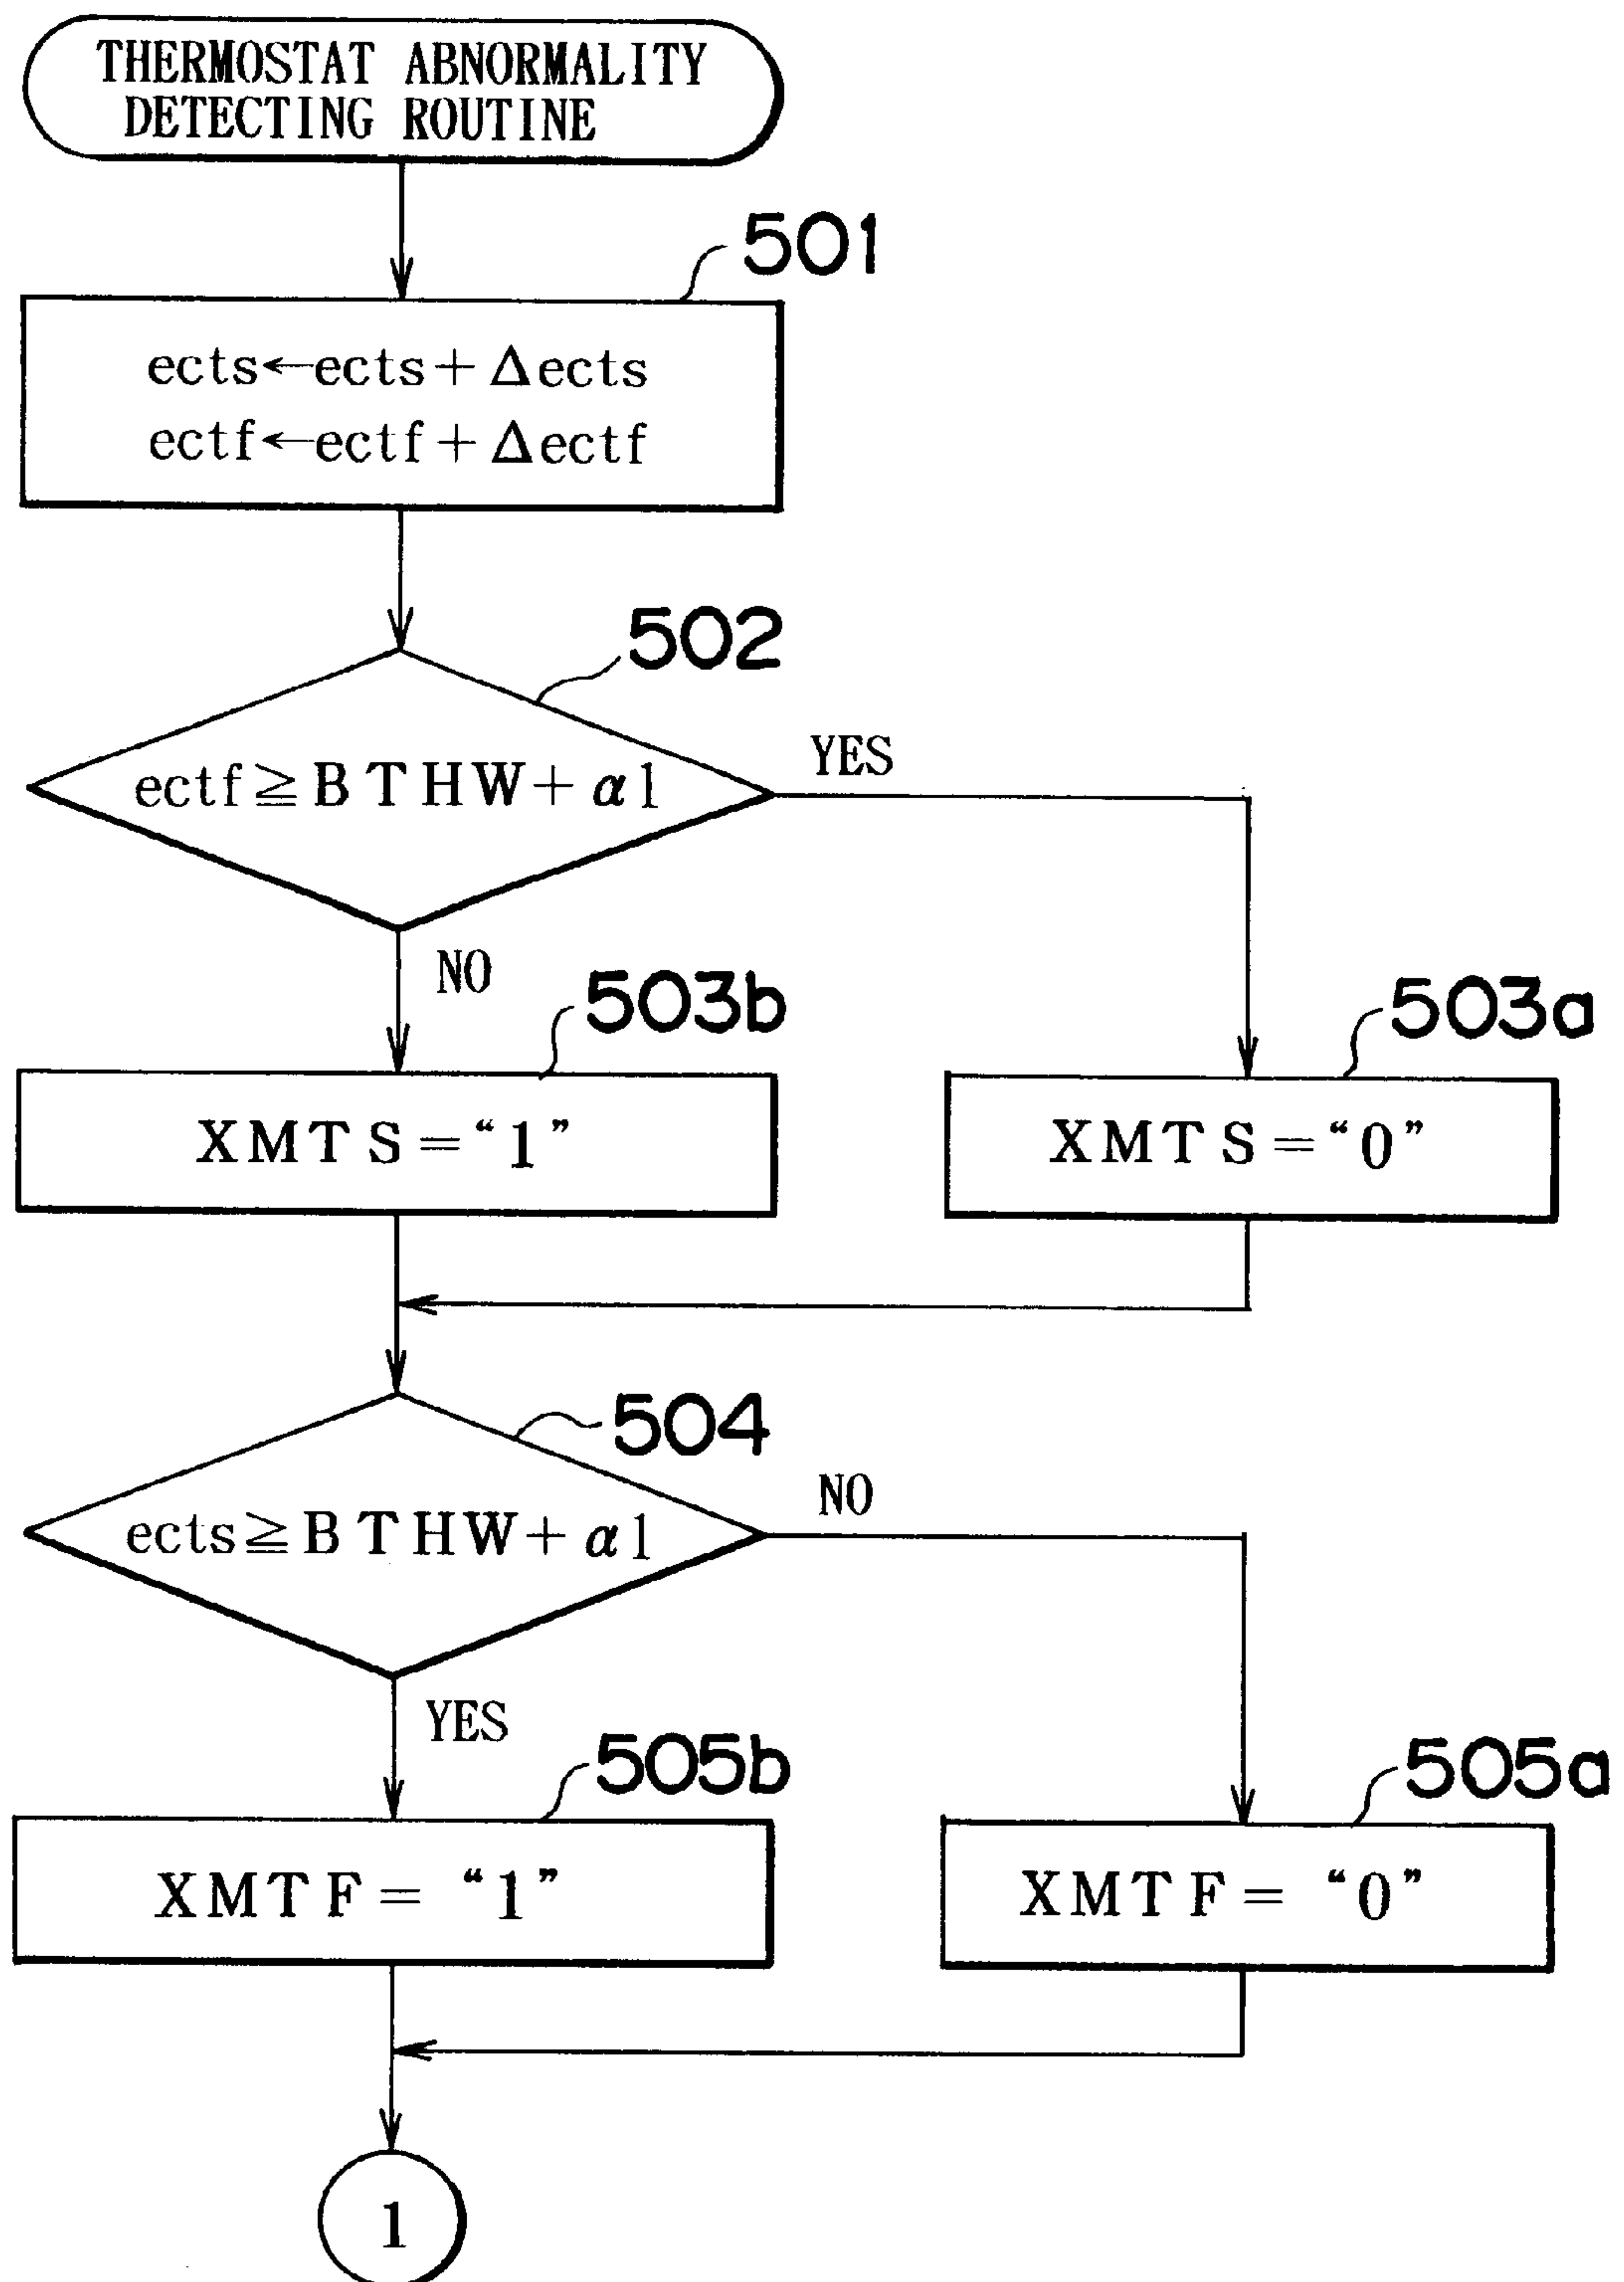 THERMOSTAT ABNORMALITY
DETECTING ROUTINE
501
ects←ects+Δects
ectf←ectf+Δectf
502
ectf≧BTHW+α1
YES
NO
503b
503a
XMTS="1"
XMTS="0"
504
ects≧BTHW+α1
NO
YES
505b
505a
XMTF="1"
XMTF="0"
1